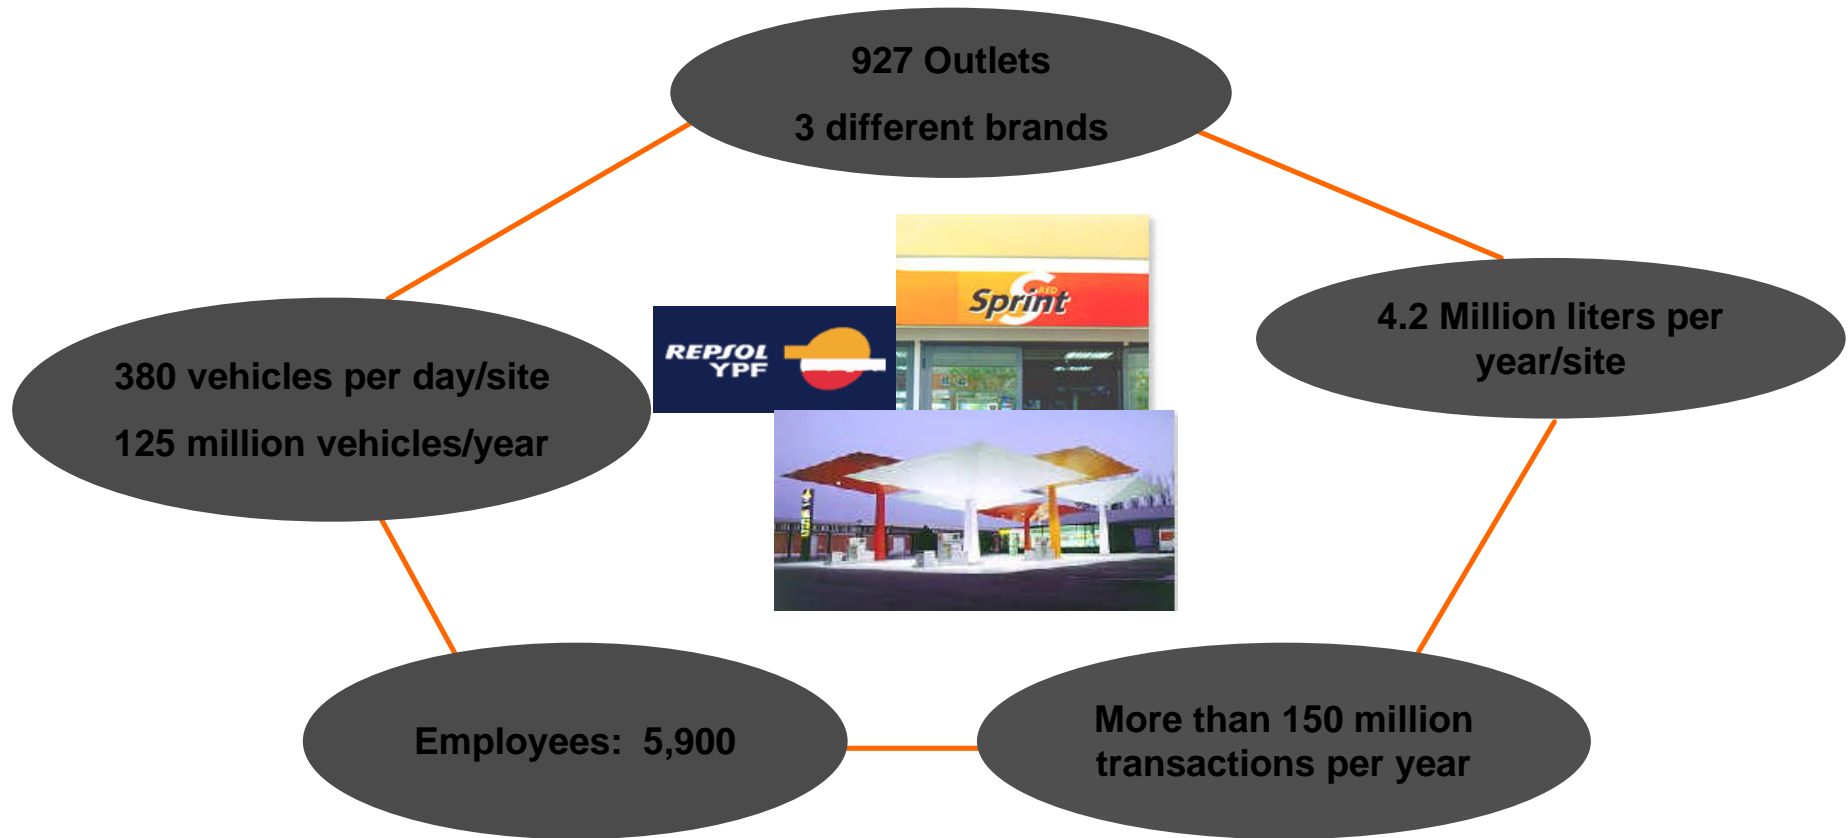 927 Outlets
3 different brands
380 vehicles per day/site
125 million vehicles/year
REPSOL
YPF
RED
Sprint
4.2 Million liters per
year/site
Employees: 5,900
More than 150 million
transactions per year